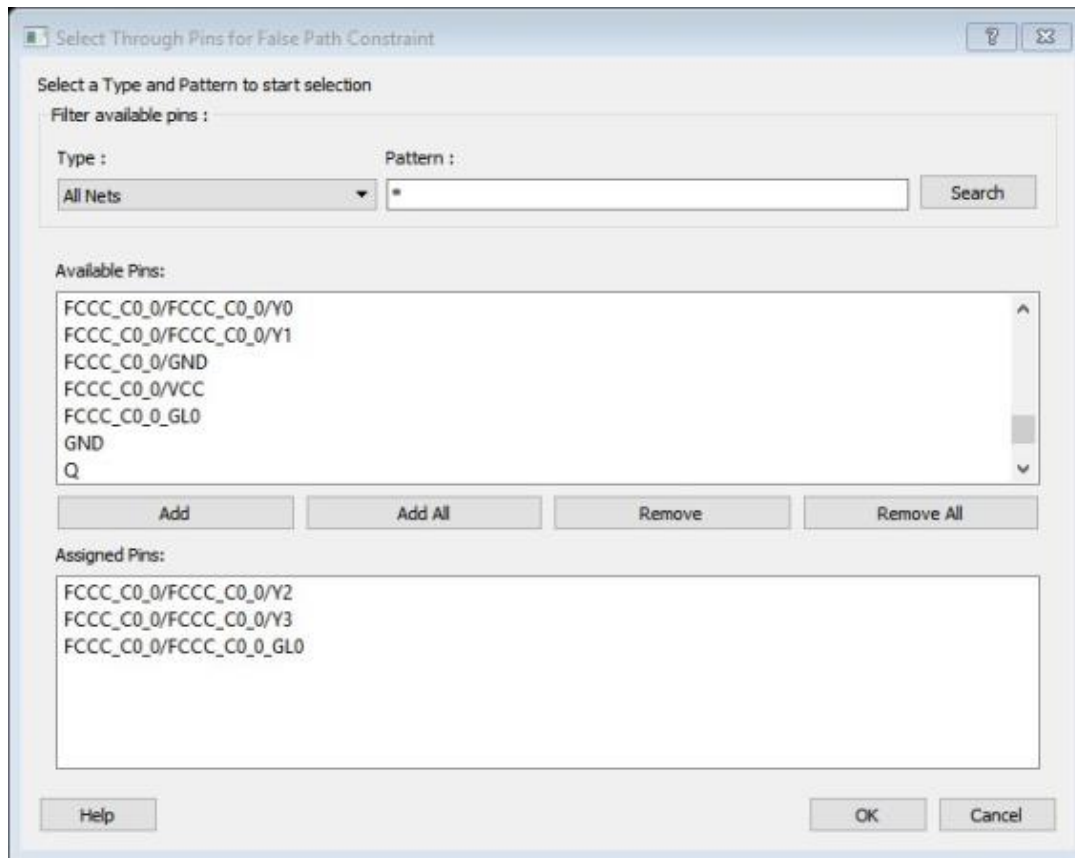 Select Through Pins for False Path Constraint
Select a Type and Pattern to start selection
Filter available pins :
Type : Pattern :
All Nets * Search
Available Pins:
FCCC_C0_0/FCCC_C0_0/Y0
FCCC_C0_0/FCCC_C0_0/Y1
FCCC_C0_0/GND
FCCC_C0_0/VCC
FCCC_C0_0_GL0
GND
Q
Add Add All Remove Remove All
Assigned Pins:
FCCC_C0_0/FCCC_C0_0/Y2
FCCC_C0_0/FCCC_C0_0/Y3
FCCC_C0_0/FCCC_C0_0_GL0
Help OK Cancel